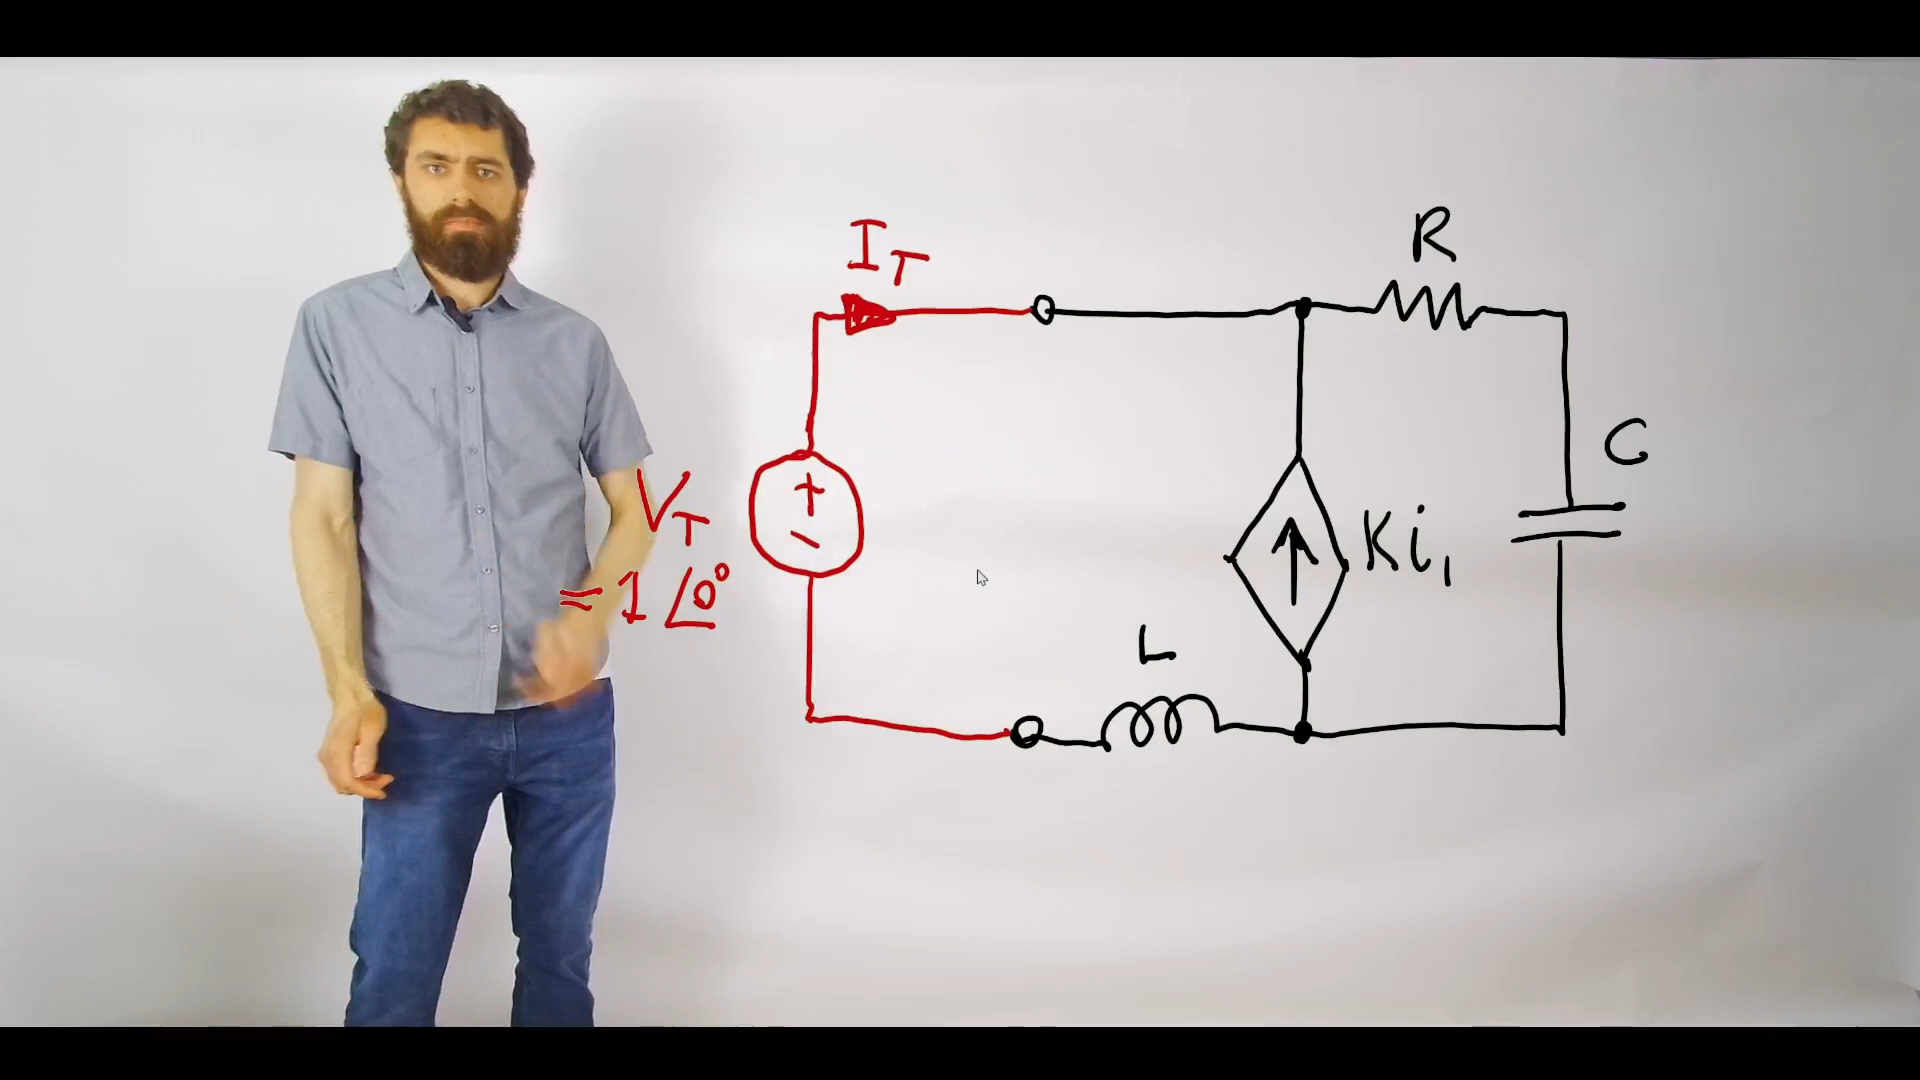 I_T
R
C
V_T
= 1 ∠0°
+
−
Ki₁
L